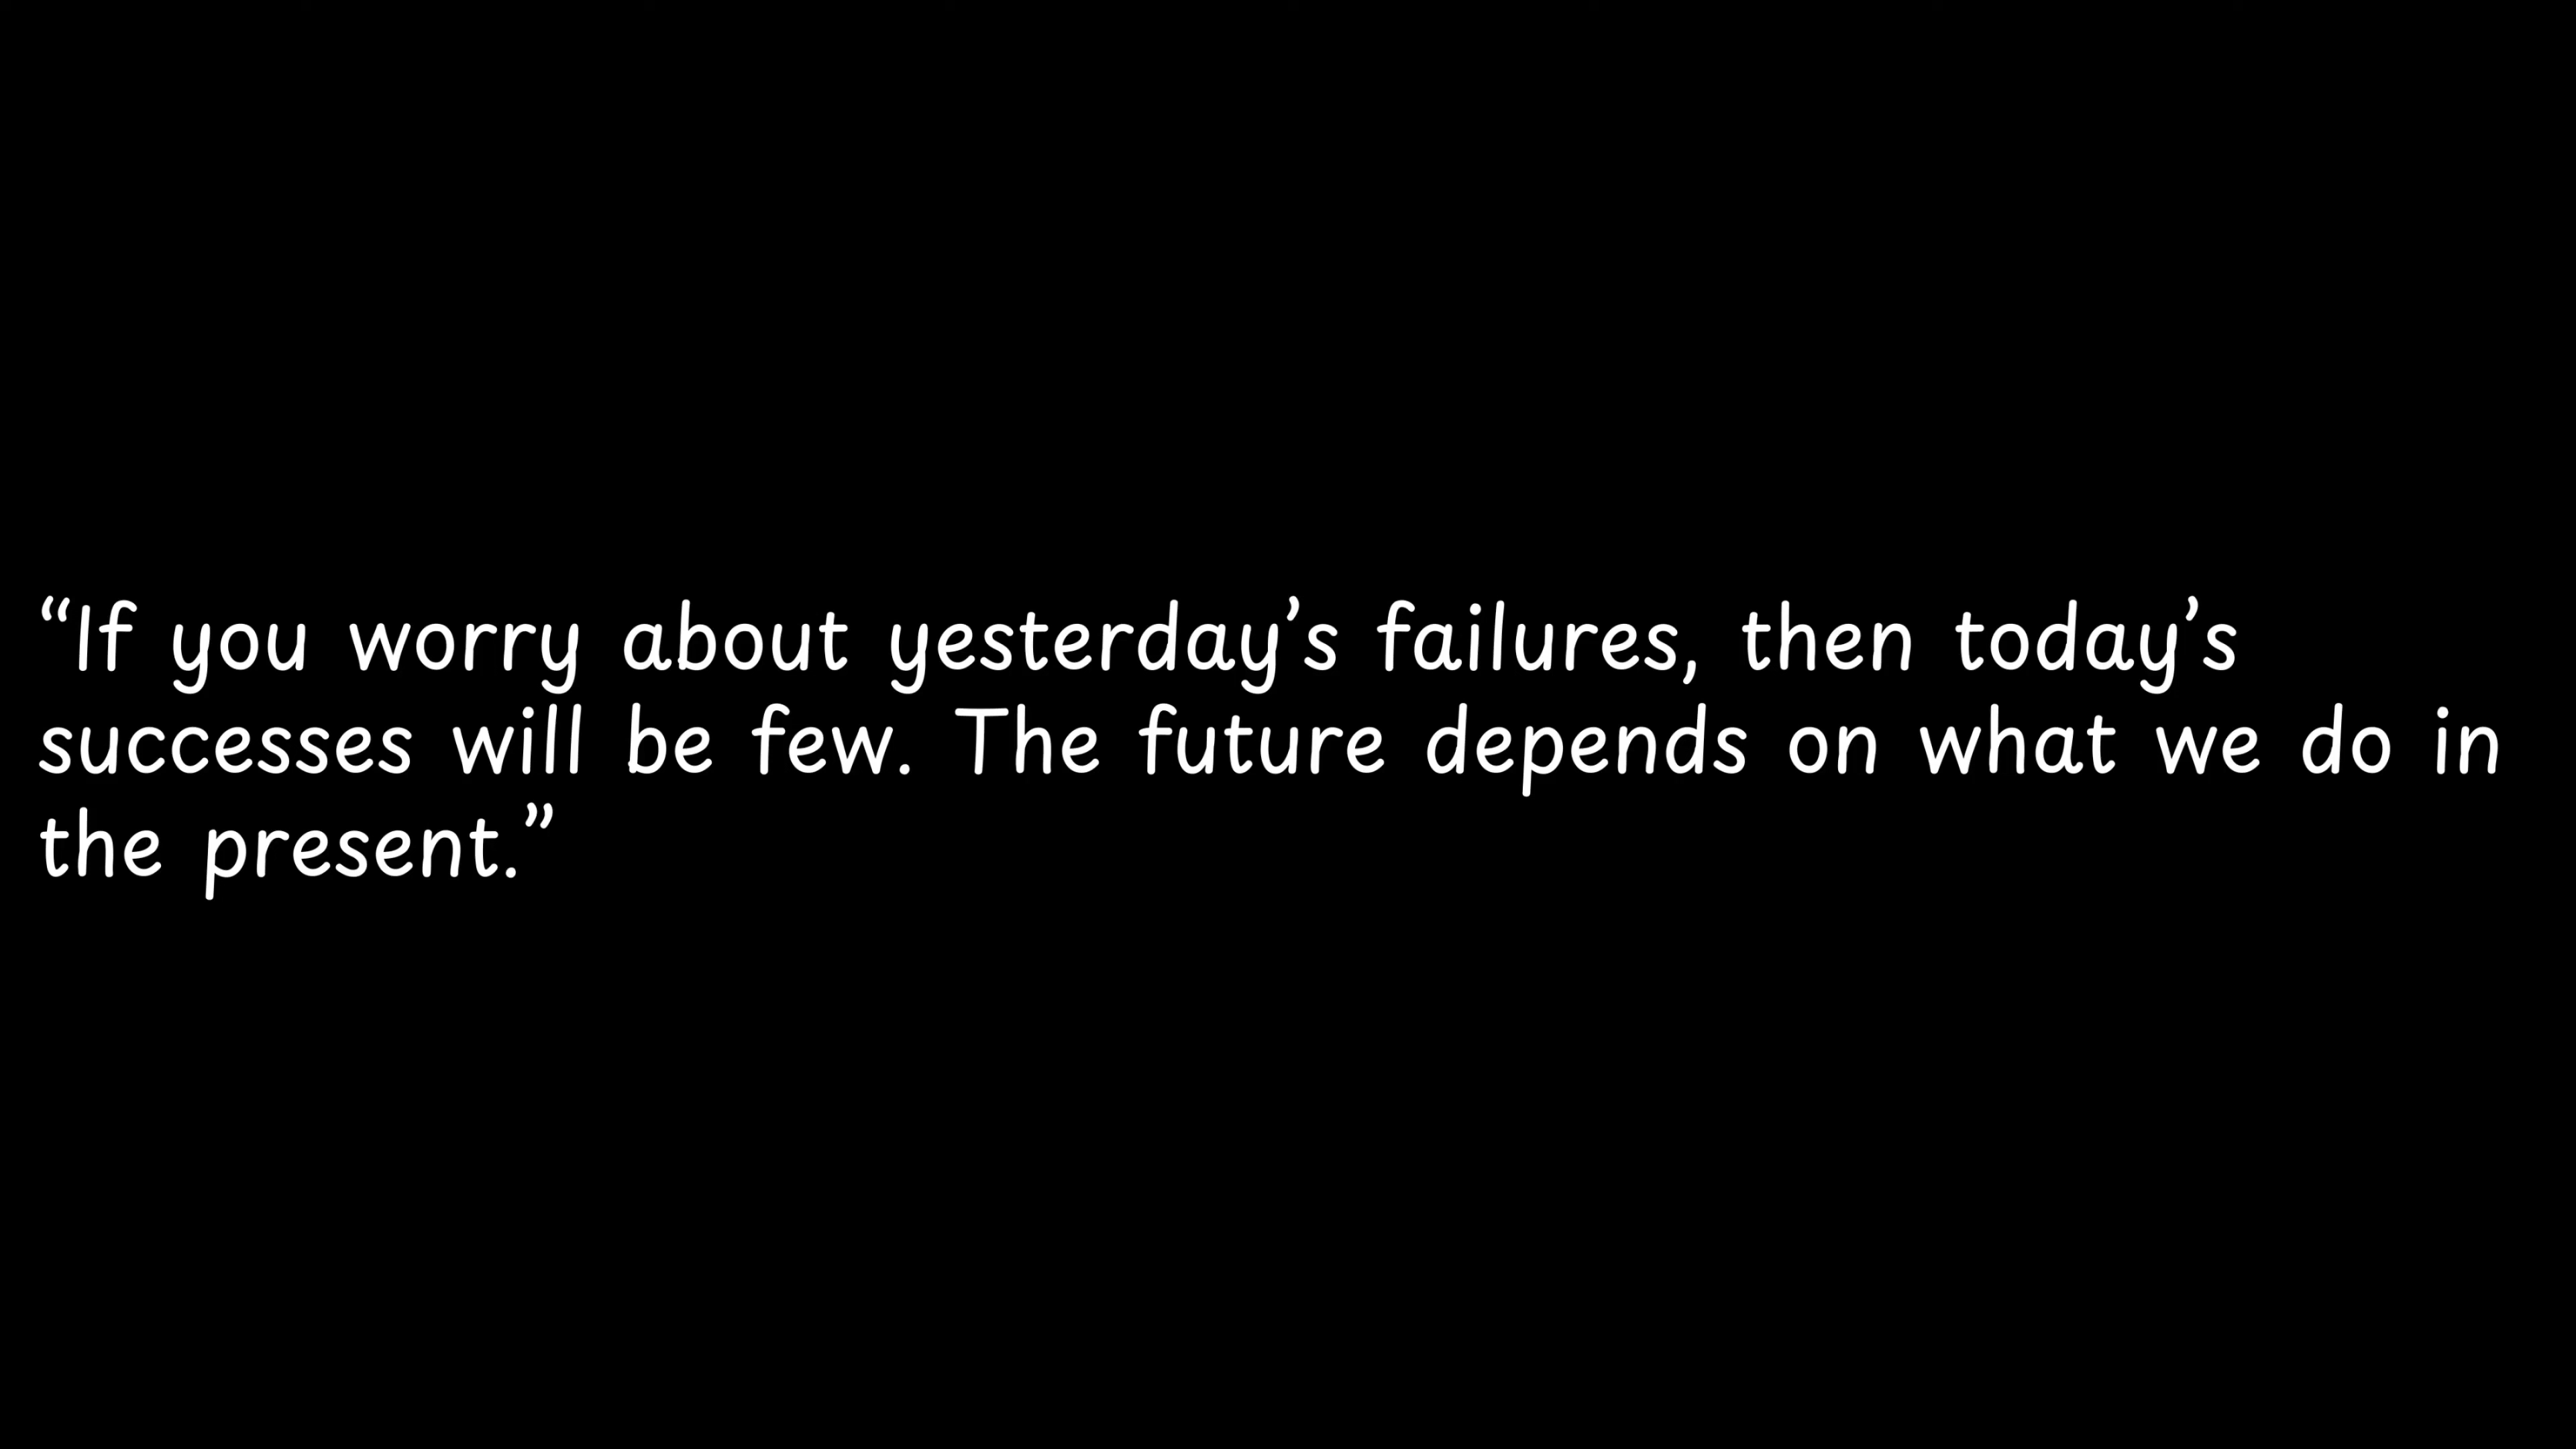 “If you worry about yesterday’s failures, then today’s
successes will be few. The future depends on what we do in
the present.”